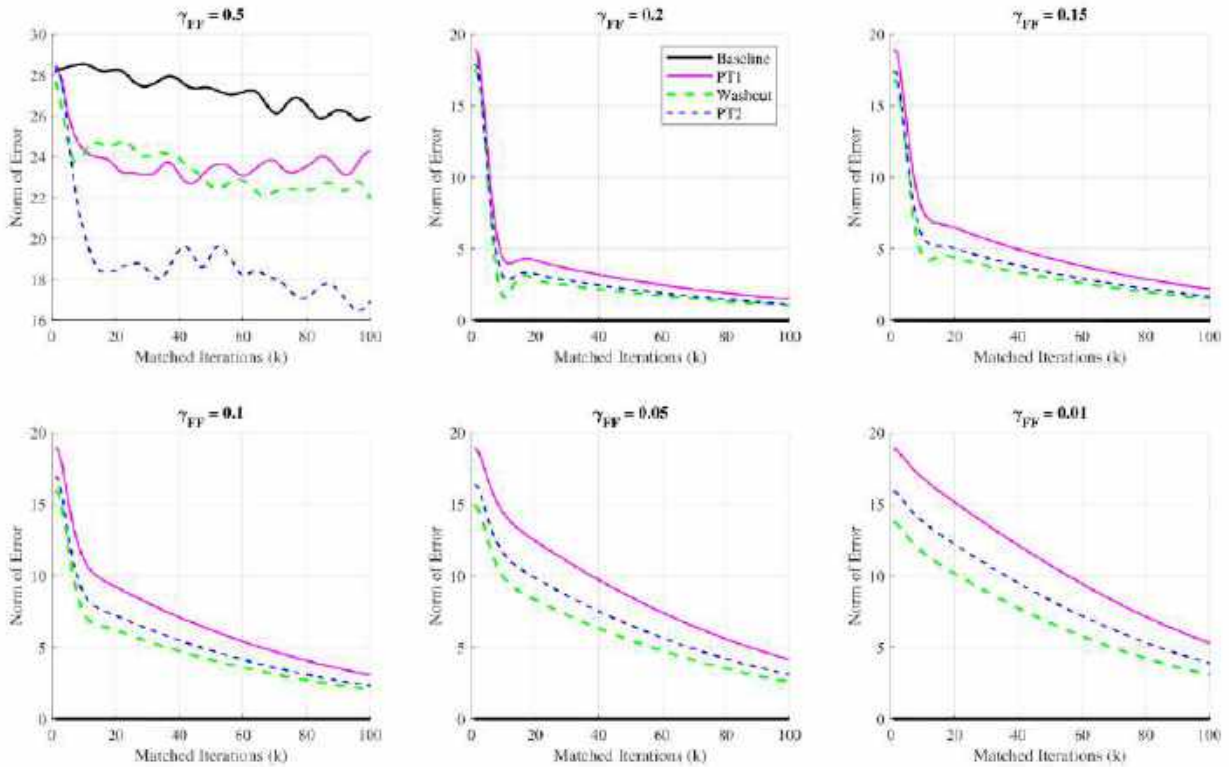 γFF = 0.5
30
28
26
24
22
20
18
16
Norm of Error
0 20 40 60 80 100
Matched Iterations (k)
γFF = 0.2
20
15
10
5
0
Norm of Error
Baseline
PT1
Washout
PT2
0 20 40 60 80 100
Matched Iterations (k)
γFF = 0.15
20
15
10
5
0
Norm of Error
0 20 40 60 80 100
Matched Iterations (k)
γFF = 0.1
20
15
10
5
0
Norm of Error
0 20 40 60 80 100
Matched Iterations (k)
γFF = 0.05
20
15
10
5
0
Norm of Error
0 20 40 60 80 100
Matched Iterations (k)
γFF = 0.01
20
15
10
5
0
Norm of Error
0 20 40 60 80 100
Matched Iterations (k)